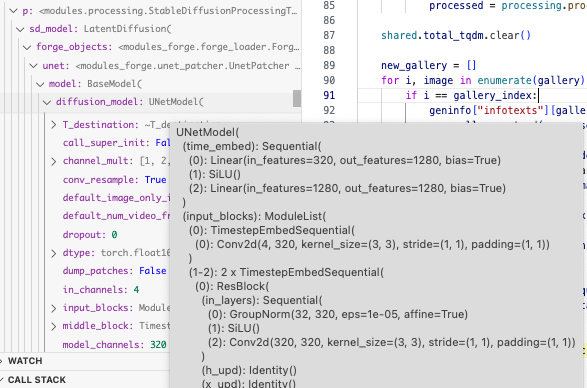 p: <modules.processing.StableDiffusionProcessingT…
sd_model: LatentDiffusion(
forge_objects: <modules_forge.forge_loader.Forg…
unet: <modules_forge.unet_patcher.UnetPatcher …
model: BaseModel(
diffusion_model: UNetModel(
T_destination: ~T_destination
call_super_init: False
channel_mult: [1, 2,
conv_resample: True
default_image_only_i
default_num_video_fr
dropout: 0
dtype: torch.float16
dump_patches: False
in_channels: 4
input_blocks: Module
middle_block: Timest
model_channels: 320
WATCH
CALL STACK
85 processed = processing.pro
86
87 shared.total_tqdm.clear()
88
89 new_gallery = []
90 for i, image in enumerate(gallery)
91 if i == gallery_index:
92 geninfo["infotexts"][galle
UNetModel(
(time_embed): Sequential(
(0): Linear(in_features=320, out_features=1280, bias=True)
(1): SiLU()
(2): Linear(in_features=1280, out_features=1280, bias=True)
)
(input_blocks): ModuleList(
(0): TimestepEmbedSequential(
(0): Conv2d(4, 320, kernel_size=(3, 3), stride=(1, 1), padding=(1, 1))
)
(1-2): 2 x TimestepEmbedSequential(
(0): ResBlock(
(in_layers): Sequential(
(0): GroupNorm(32, 320, eps=1e-05, affine=True)
(1): SiLU()
(2): Conv2d(320, 320, kernel_size=(3, 3), stride=(1, 1), padding=(1, 1))
)
(h_upd): Identity()
(x_upd): Identity()